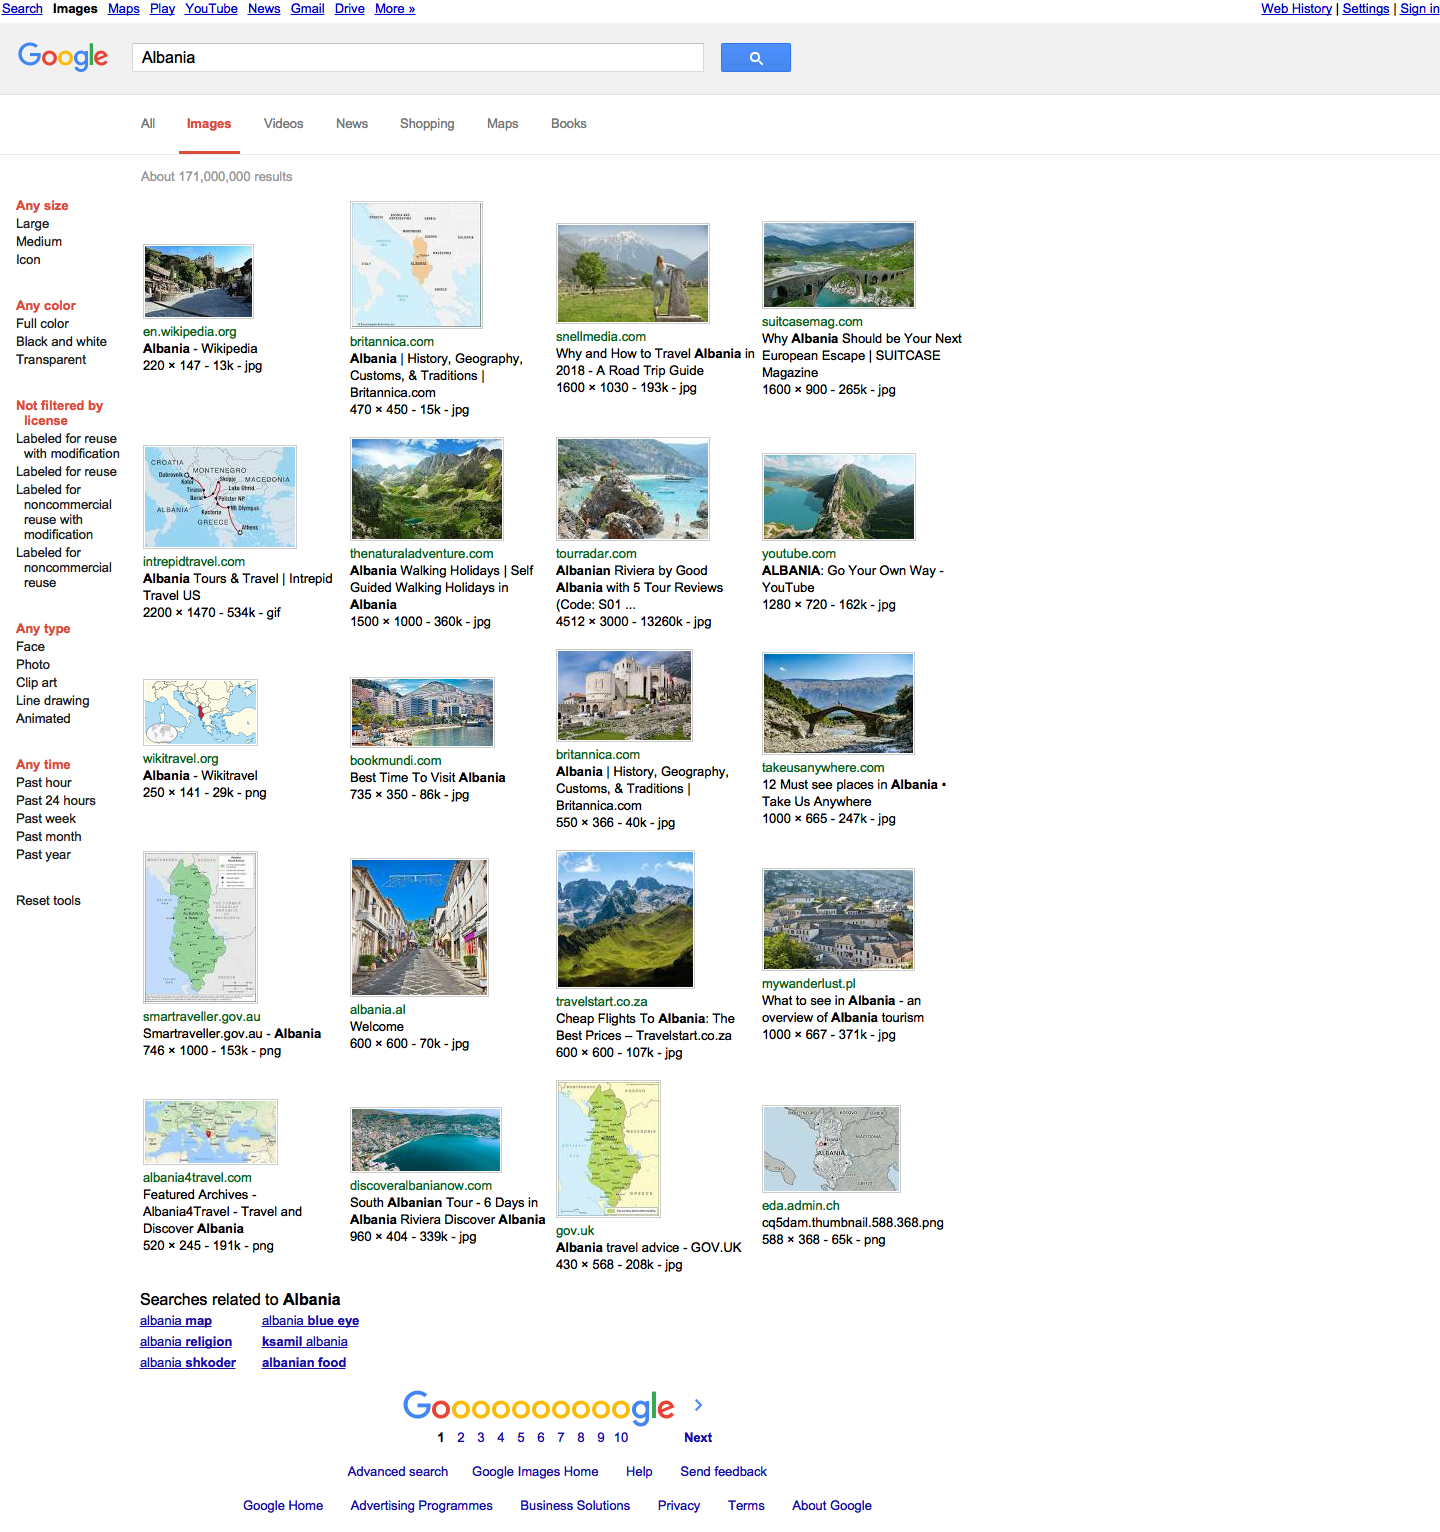 Search Images Maps Play YouTube News Gmail Drive More »
Web History | Settings | Sign in
Google
Albania
All Images Videos News Shopping Maps Books
About 171,000,000 results
Any size
Large
Medium
Icon
Any color
Full color
Black and white
Transparent
Not filtered by
license
Labeled for reuse
with modification
Labeled for reuse
Labeled for
noncommercial
reuse with
modification
Labeled for
noncommercial
reuse
Any type
Face
Photo
Clip art
Line drawing
Animated
Any time
Past hour
Past 24 hours
Past week
Past month
Past year
Reset tools
en.wikipedia.org
Albania - Wikipedia
220 × 147 - 13k - jpg
britannica.com
Albania | History, Geography,
Customs, & Traditions |
Britannica.com
470 × 450 - 15k - jpg
snellmedia.com
Why and How to Travel Albania in
2018 - A Road Trip Guide
1600 × 1030 - 193k - jpg
suitcasemag.com
Why Albania Should be Your Next
European Escape | SUITCASE
Magazine
1600 × 900 - 265k - jpg
CROATIA
MONTENEGRO
MACEDONIA
ALBANIA
GREECE
intrepidtravel.com
Albania Tours & Travel | Intrepid
Travel US
2200 × 1470 - 534k - gif
thenaturaladventure.com
Albania Walking Holidays | Self
Guided Walking Holidays in
Albania
1500 × 1000 - 360k - jpg
tourradar.com
Albanian Riviera by Good
Albania with 5 Tour Reviews
(Code: S01 ...
4512 × 3000 - 13260k - jpg
youtube.com
ALBANIA: Go Your Own Way -
YouTube
1280 × 720 - 162k - jpg
wikitravel.org
Albania - Wikitravel
250 × 141 - 29k - png
bookmundi.com
Best Time To Visit Albania
735 × 350 - 86k - jpg
britannica.com
Albania | History, Geography,
Customs, & Traditions |
Britannica.com
550 × 366 - 40k - jpg
takeusanywhere.com
12 Must see places in Albania •
Take Us Anywhere
1000 × 665 - 247k - jpg
smartraveller.gov.au
Smartraveller.gov.au - Albania
746 × 1000 - 153k - png
albania.al
Welcome
600 × 600 - 70k - jpg
travelstart.co.za
Cheap Flights To Albania: The
Best Prices – Travelstart.co.za
600 × 600 - 107k - jpg
mywanderlust.pl
What to see in Albania - an
overview of Albania tourism
1000 × 667 - 371k - jpg
albania4travel.com
Featured Archives -
Albania4Travel - Travel and
Discover Albania
520 × 245 - 191k - png
discoveralbanianow.com
South Albanian Tour - 6 Days in
Albania Riviera Discover Albania
960 × 404 - 339k - jpg
gov.uk
Albania travel advice - GOV.UK
430 × 568 - 208k - jpg
ALBANIA
eda.admin.ch
cq5dam.thumbnail.588.368.png
588 × 368 - 65k - png
Searches related to Albania
albania map albania blue eye
albania religion ksamil albania
albania shkoder albanian food
Goooooooooogle
1 2 3 4 5 6 7 8 9 10 Next
Advanced search Google Images Home Help Send feedback
Google Home Advertising Programmes Business Solutions Privacy Terms About Google